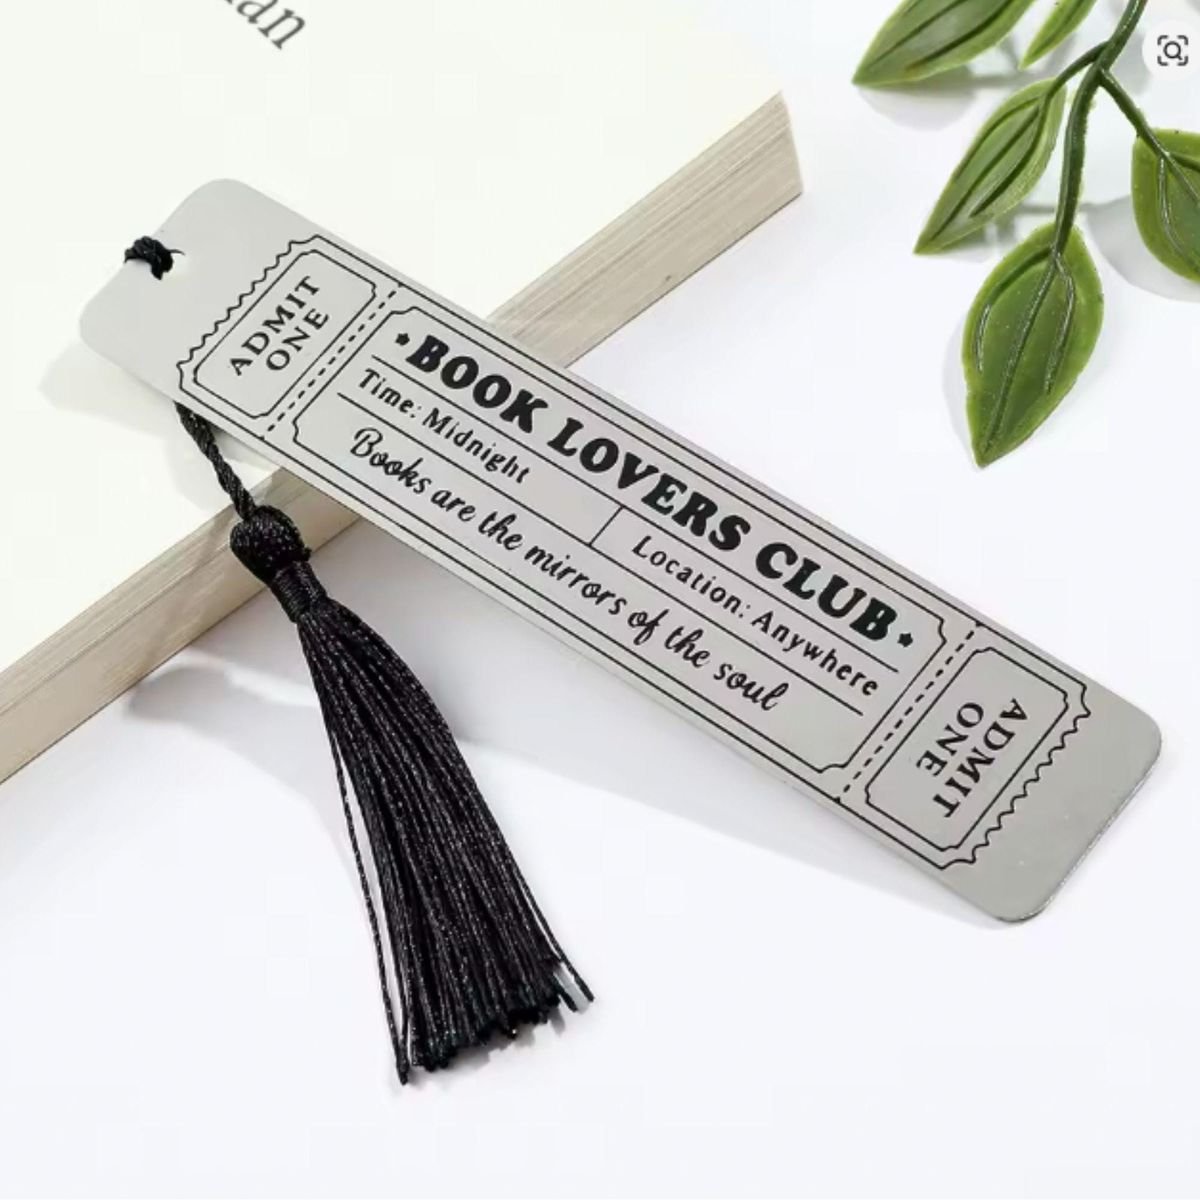 ADMIT
ONE
BOOK LOVERS CLUB
Time: Midnight
Location: Anywhere
Books are the mirrors of the soul
ADMIT
ONE